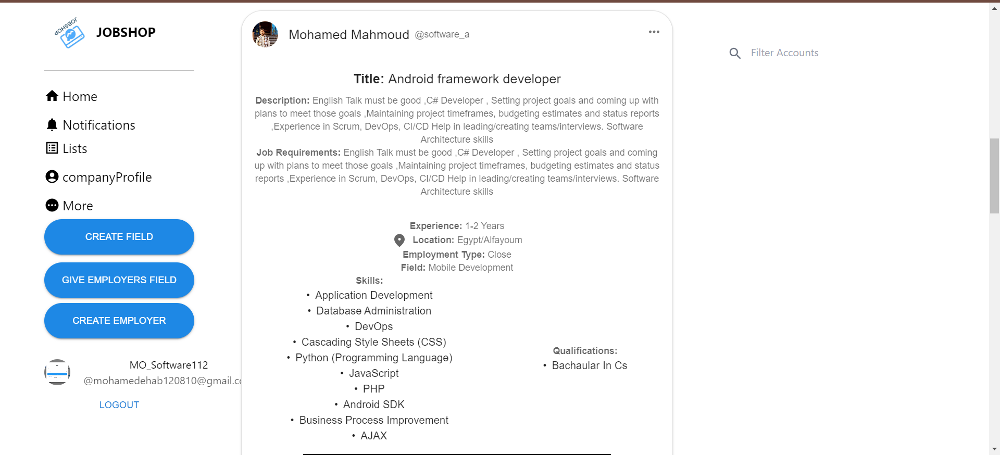 JOBSHOP
JOBSHOP
Home
Notifications
Lists
companyProfile
More
CREATE FIELD
GIVE EMPLOYERS FIELD
CREATE EMPLOYER
MO_Software112
@mohamedehab120810@gmail.co
LOGOUT
Mohamed Mahmoud @software_a
Title: Android framework developer
Description: English Talk must be good ,C# Developer , Setting project goals and coming up with
plans to meet those goals ,Maintaining project timeframes, budgeting estimates and status reports
,Experience in Scrum, DevOps, CI/CD Help in leading/creating teams/interviews. Software
Architecture skills
Job Requirements: English Talk must be good ,C# Developer , Setting project goals and coming
up with plans to meet those goals ,Maintaining project timeframes, budgeting estimates and status
reports ,Experience in Scrum, DevOps, CI/CD Help in leading/creating teams/interviews. Software
Architecture skills
Experience: 1-2 Years
Location: Egypt/Alfayoum
Employment Type: Close
Field: Mobile Development
Skills:
• Application Development
• Database Administration
• DevOps
• Cascading Style Sheets (CSS)
• Python (Programming Language)
• JavaScript
• PHP
• Android SDK
• Business Process Improvement
• AJAX
Qualifications:
• Bachaular In Cs
Filter Accounts